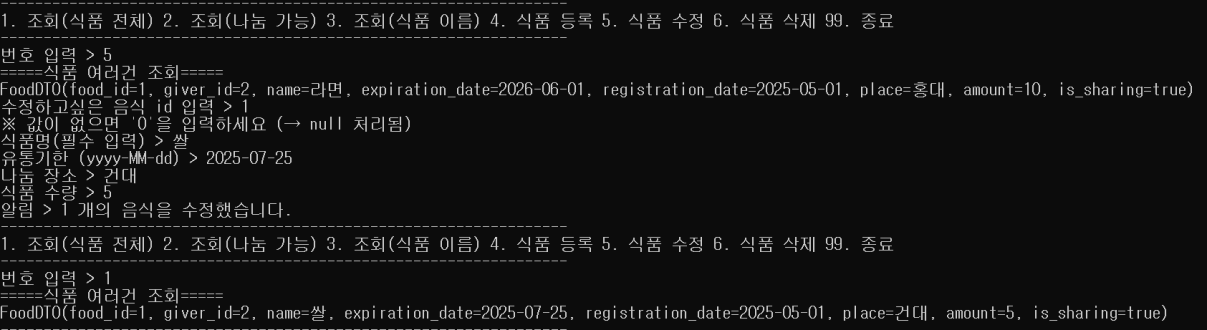 ------------------------------------------------------------------
1. 조회(식품 전체) 2. 조회(나눔 가능) 3. 조회(식품 이름) 4. 식품 등록 5. 식품 수정 6. 식품 삭제 99. 종료
------------------------------------------------------------------
번호 입력 > 5
=====식품 여러건 조회=====
FoodDTO(food_id=1, giver_id=2, name=라면, expiration_date=2026-06-01, registration_date=2025-05-01, place=홍대, amount=10, is_sharing=true)
수정하고싶은 음식 id 입력 > 1
※ 값이 없으면 '0'을 입력하세요 (→ null 처리됨)
식품명(필수 입력) > 쌀
유통기한 (yyyy-MM-dd) > 2025-07-25
나눔 장소 > 건대
식품 수량 > 5
알림 > 1 개의 음식을 수정했습니다.
------------------------------------------------------------------
1. 조회(식품 전체) 2. 조회(나눔 가능) 3. 조회(식품 이름) 4. 식품 등록 5. 식품 수정 6. 식품 삭제 99. 종료
------------------------------------------------------------------
번호 입력 > 1
=====식품 여러건 조회=====
FoodDTO(food_id=1, giver_id=2, name=쌀, expiration_date=2025-07-25, registration_date=2025-05-01, place=건대, amount=5, is_sharing=true)
------------------------------------------------------------------